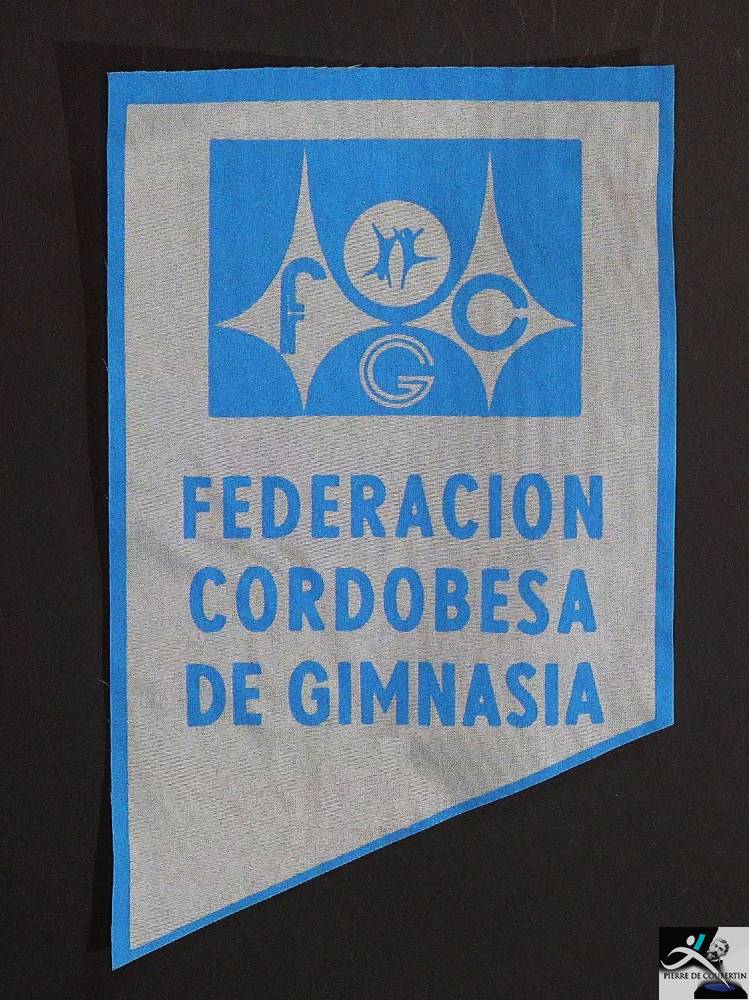 f C
G
FEDERACION
CORDOBESA
DE GIMNASIA
PIERRE DE COUBERTIN